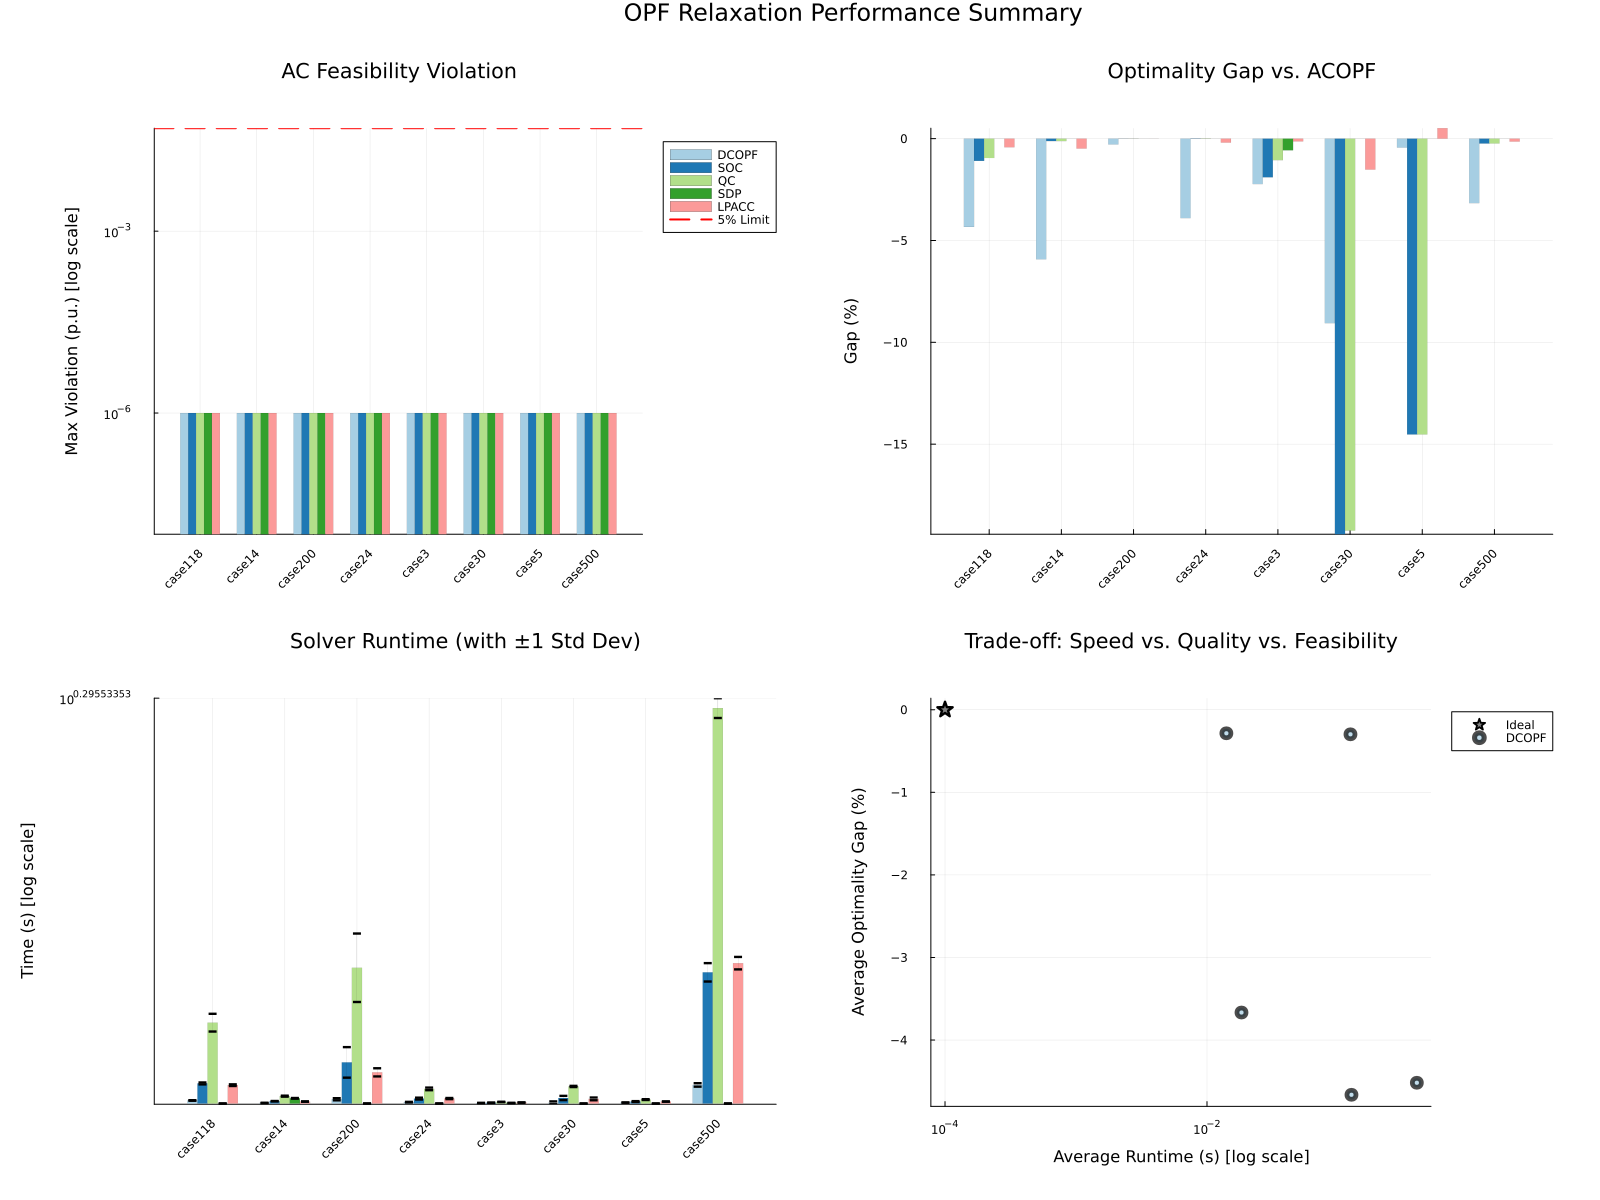 OPF Relaxation Performance Summary
AC Feasibility Violation
Max Violation (p.u.) [log scale]
10⁻³
10⁻⁶
case118
case14
case200
case24
case3
case30
case5
case500
DCOPF
SOC
QC
SDP
LPACC
5% Limit
Optimality Gap vs. ACOPF
Gap (%)
0
−5
−10
−15
case118
case14
case200
case24
case3
case30
case5
case500
Solver Runtime (with ±1 Std Dev)
Time (s) [log scale]
10^0.29553353
case118
case14
case200
case24
case3
case30
case5
case500
Trade-off: Speed vs. Quality vs. Feasibility
Average Optimality Gap (%)
0
−1
−2
−3
−4
10⁻⁴
10⁻²
Average Runtime (s) [log scale]
Ideal
DCOPF